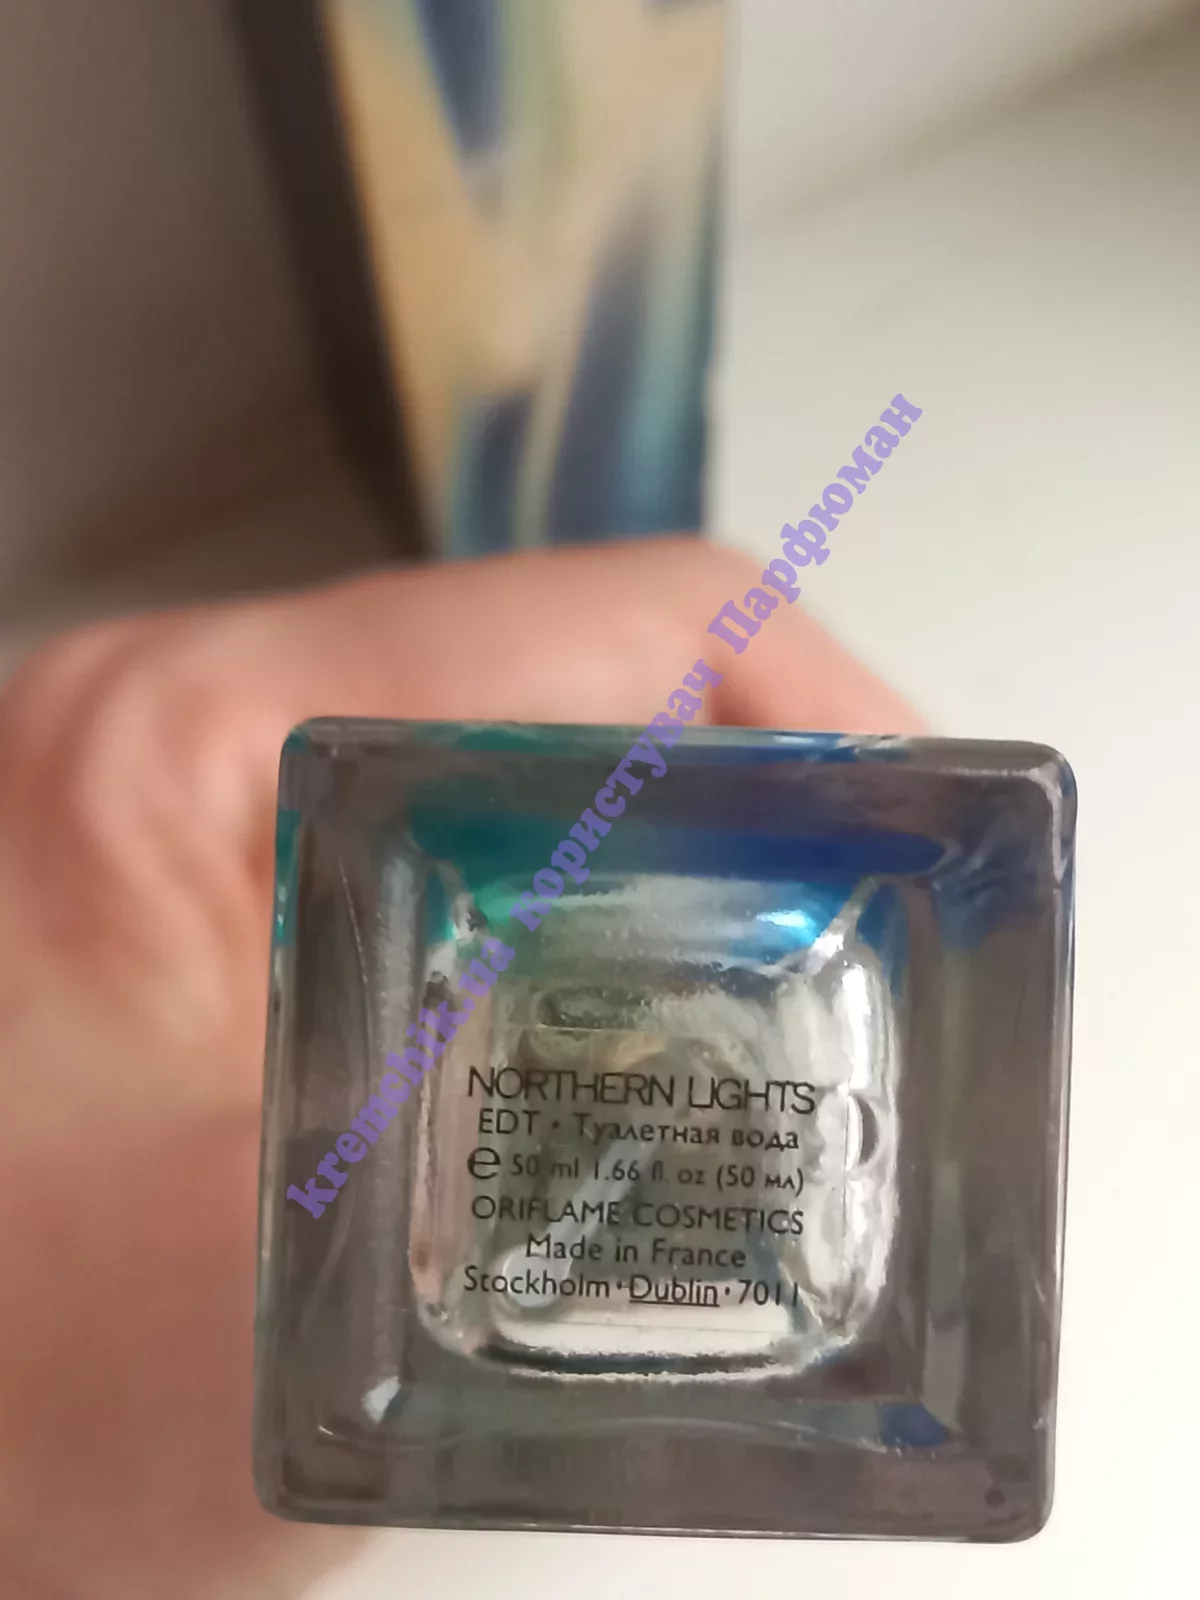 kremchik.ua користувач Парфюман
NORTHERN LIGHTS
EDT • Туалетная вода
℮ 50 ml 1.66 fl. oz (50 мл)
ORIFLAME COSMETICS
Made in France
Stockholm • Dublin • 7011